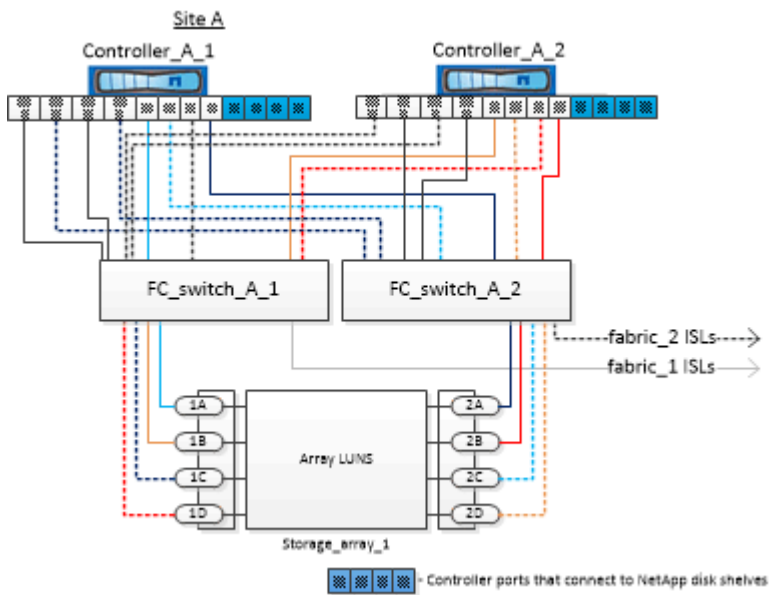 Site A
Controller_A_1
Controller_A_2
FC_switch_A_1
FC_switch_A_2
fabric_2 ISLs
fabric_1 ISLs
1A
2A
1B
2B
Array LUNS
1C
2C
1D
2D
Storage_array_1
- Controller ports that connect to NetApp disk shelves